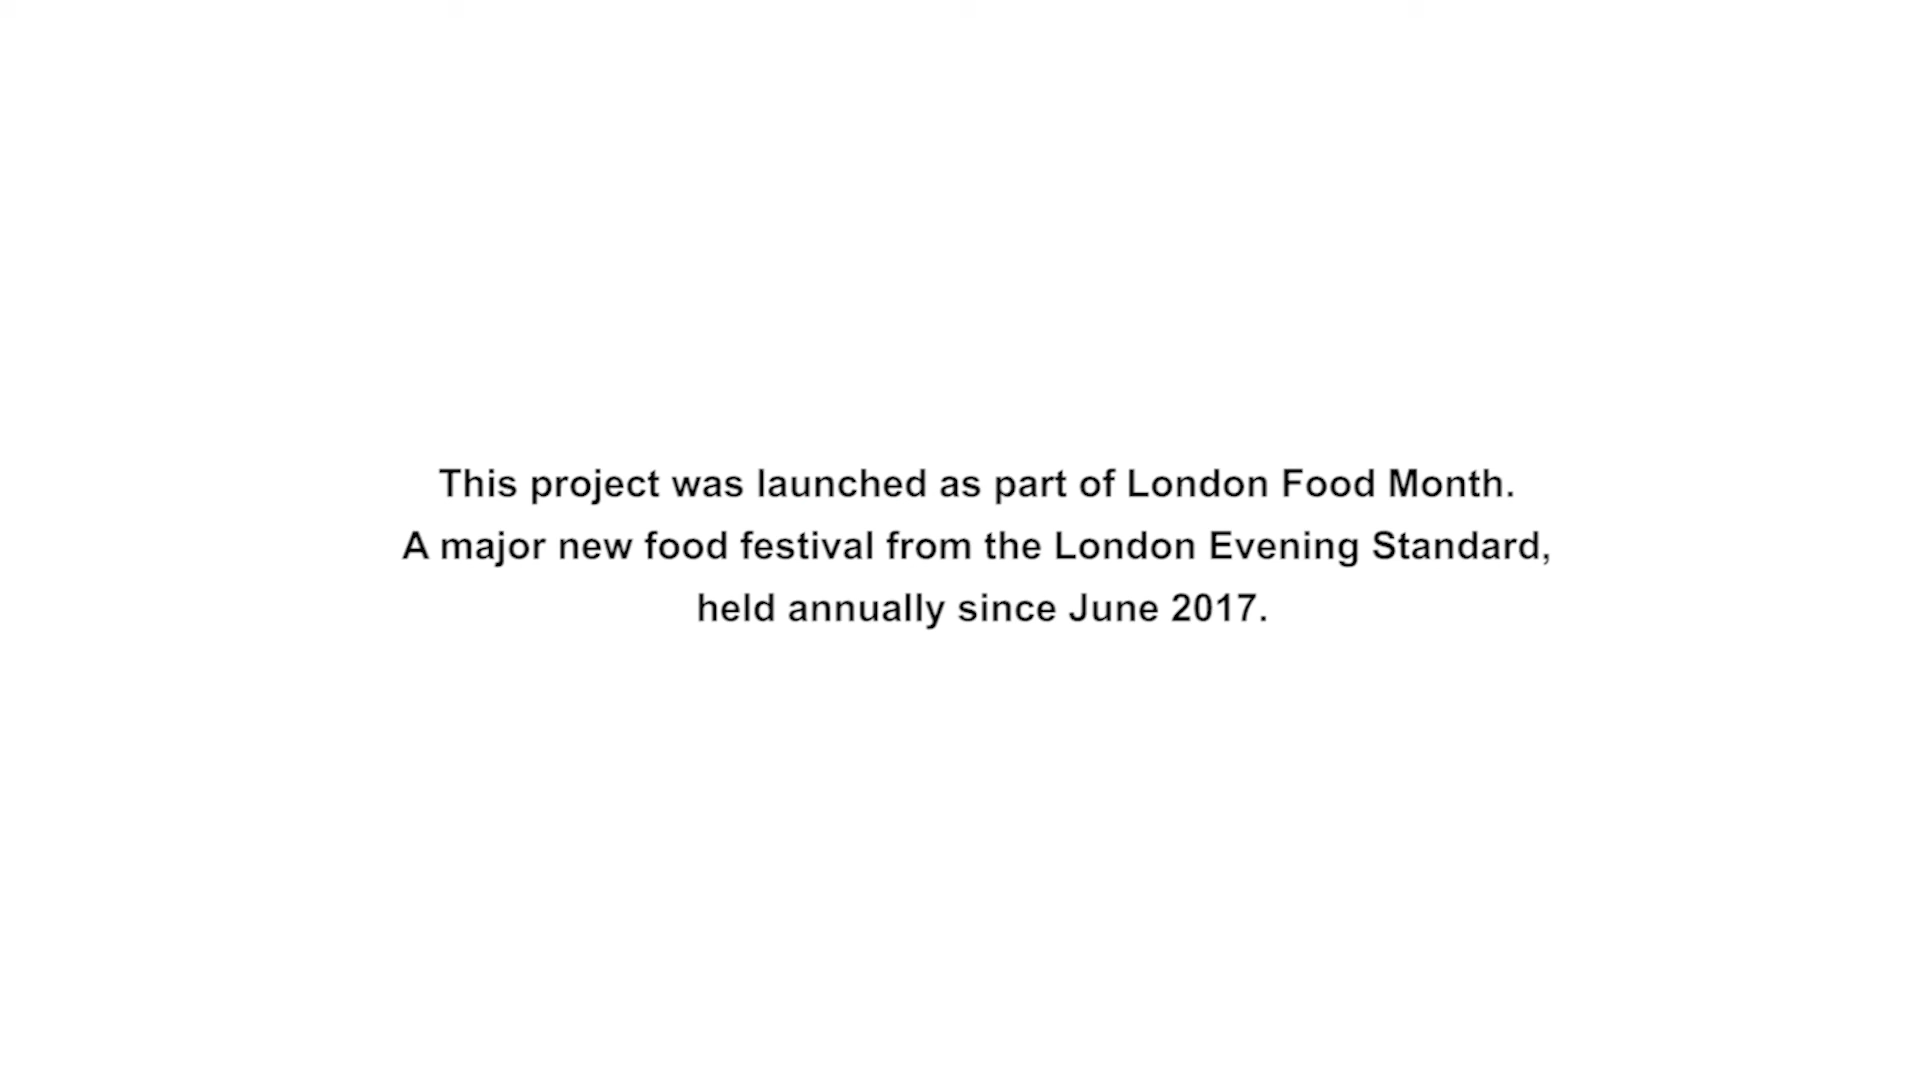 This project was launched as part of London Food Month.
A major new food festival from the London Evening Standard,
held annually since June 2017.